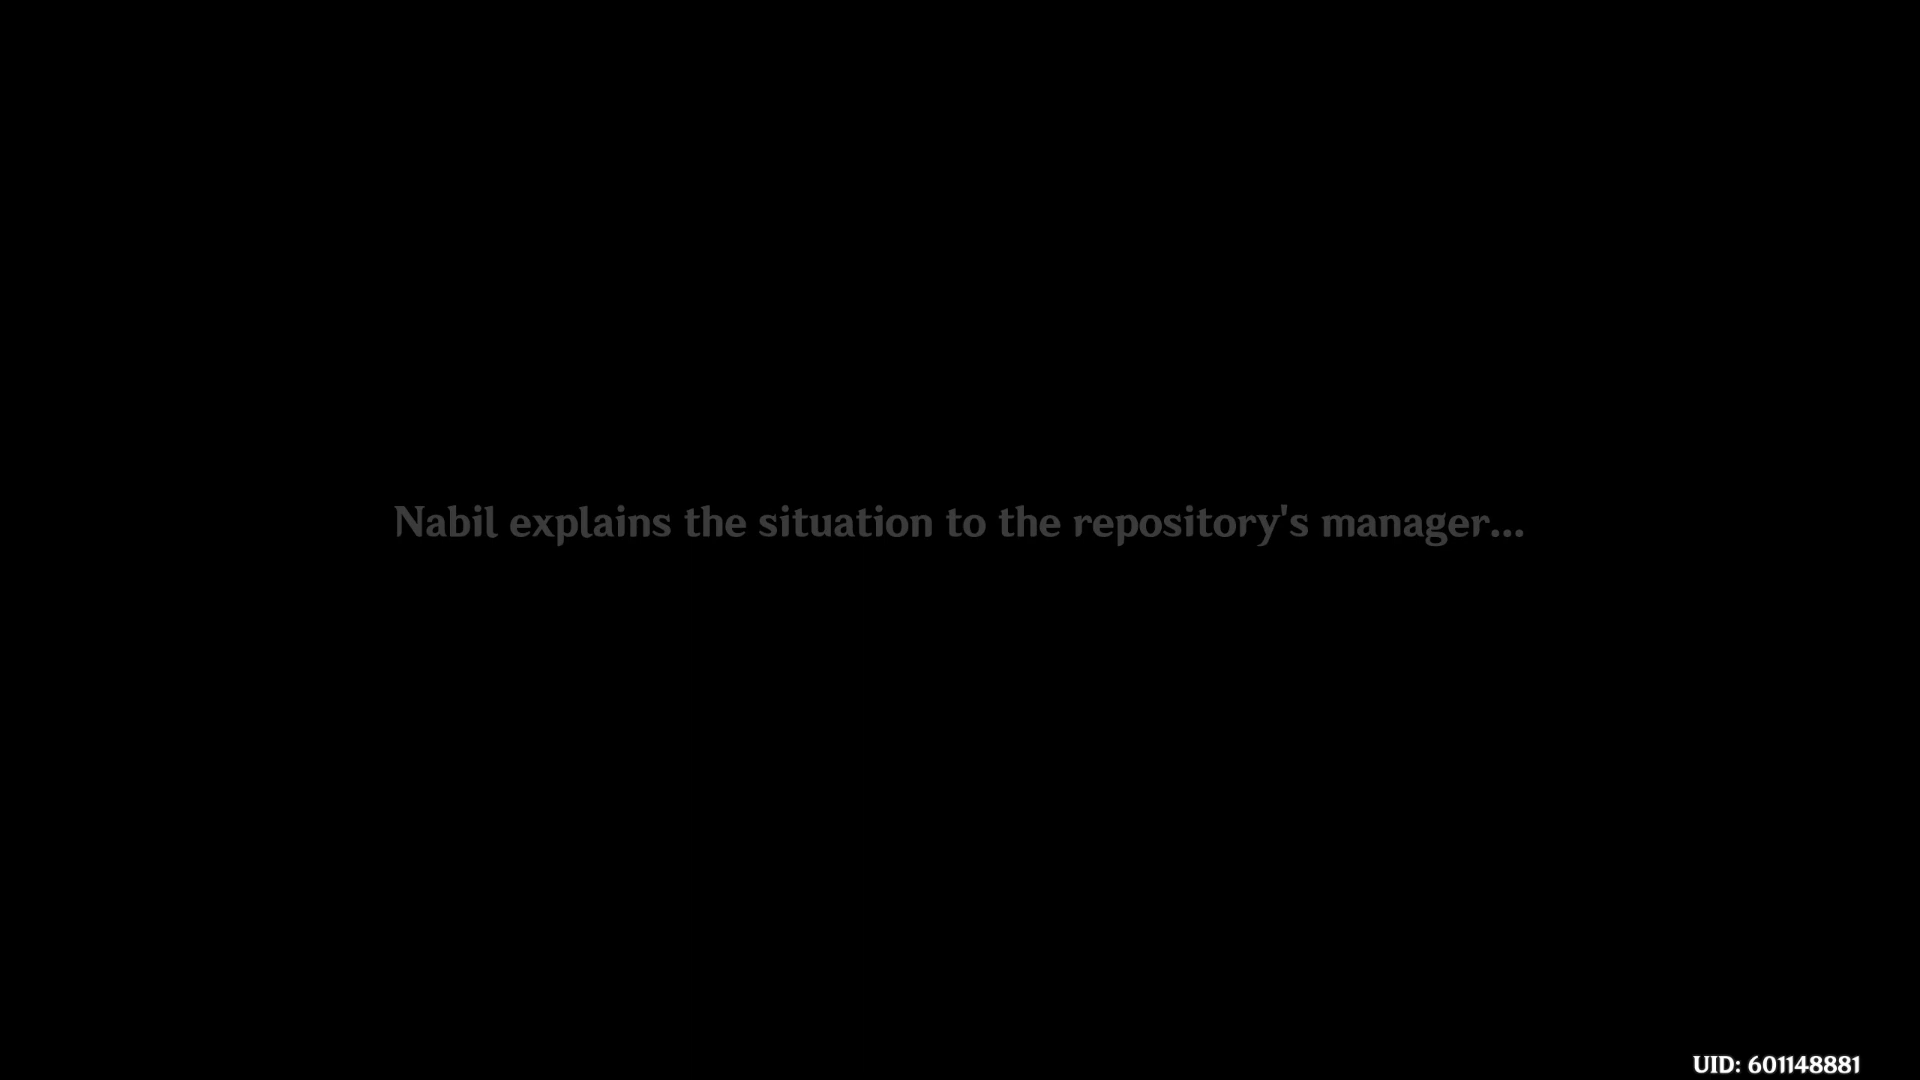 Nabil explains the situation to the repository's manager...
UID: 601148881